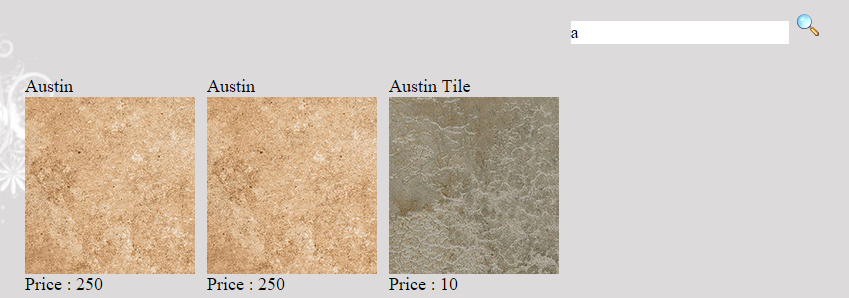 a
Austin
Austin
Austin Tile
Price : 250
Price : 250
Price : 10